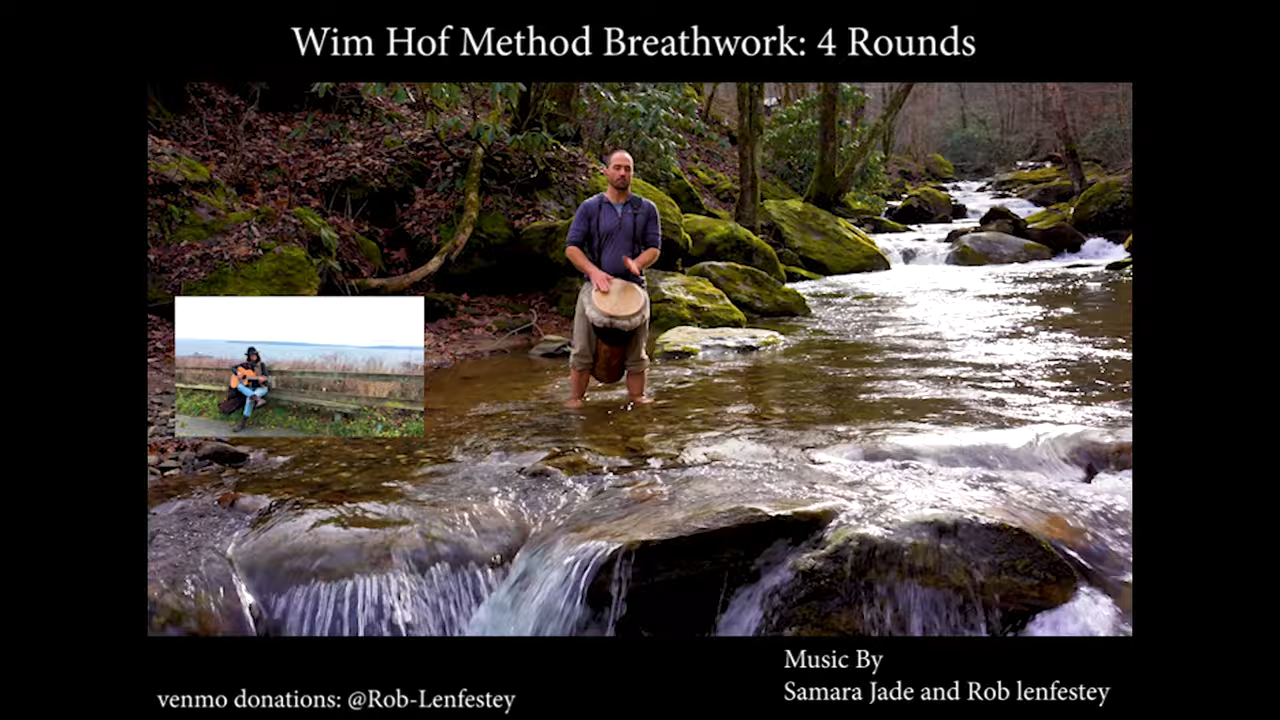 Wim Hof Method Breathwork: 4 Rounds
venmo donations: @Rob-Lenfestey
Music By
Samara Jade and Rob lenfestey